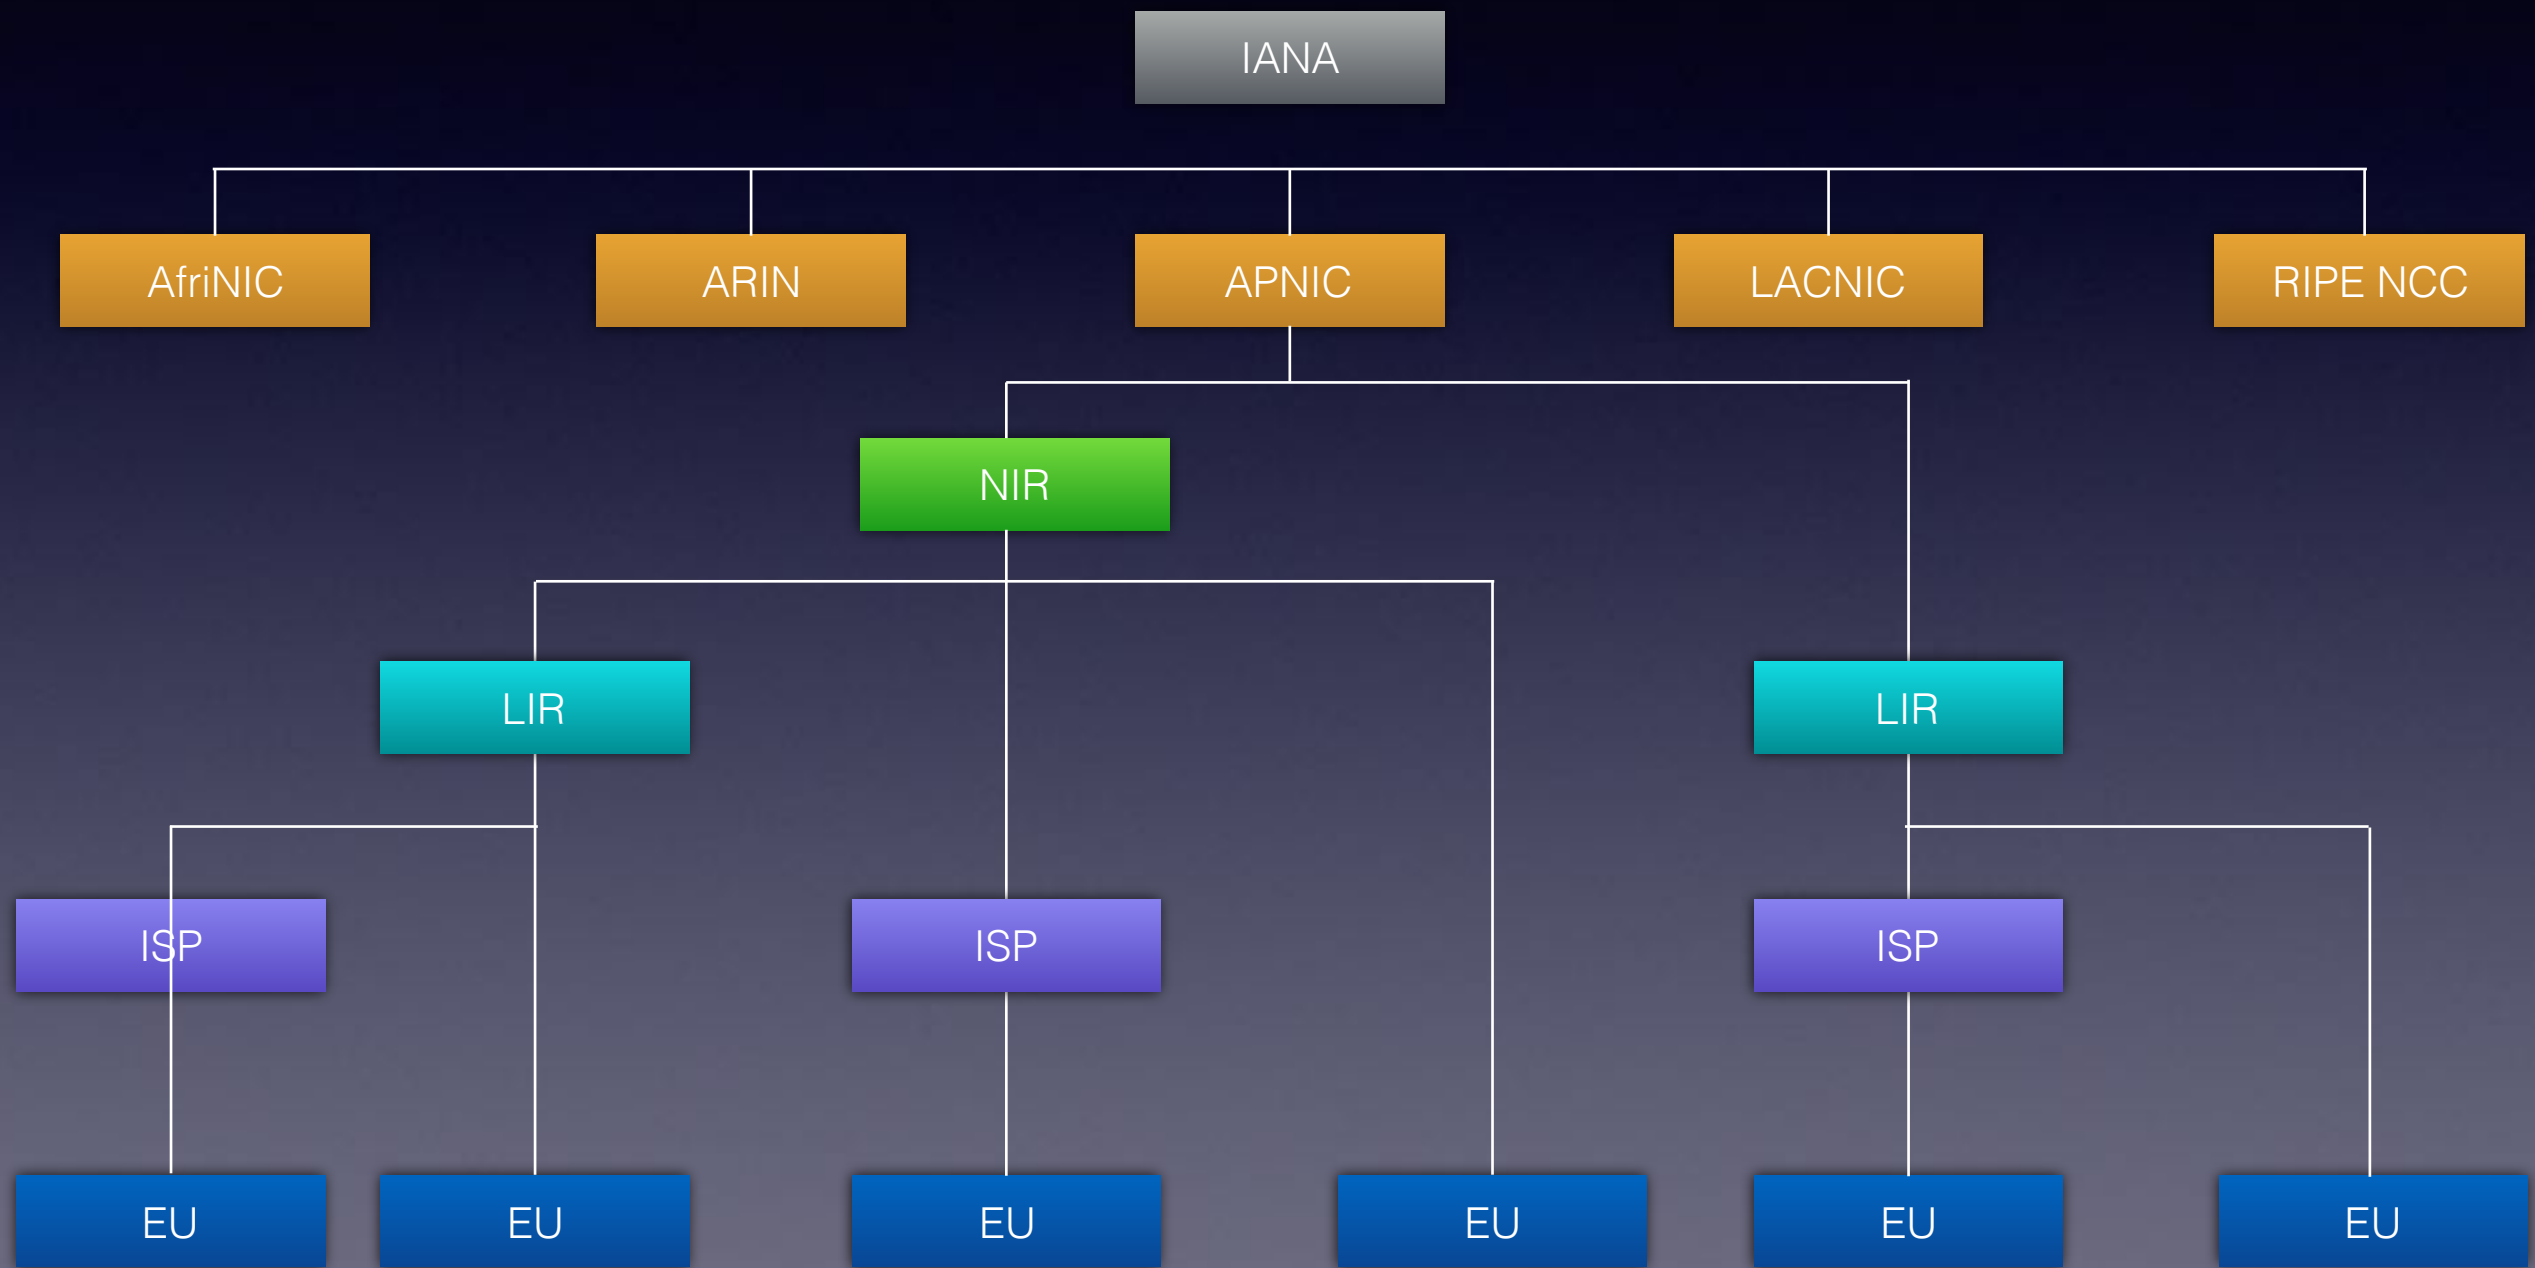 IANA
AfriNIC
ARIN
APNIC
LACNIC
RIPE NCC
NIR
LIR
LIR
ISP
ISP
ISP
EU
EU
EU
EU
EU
EU